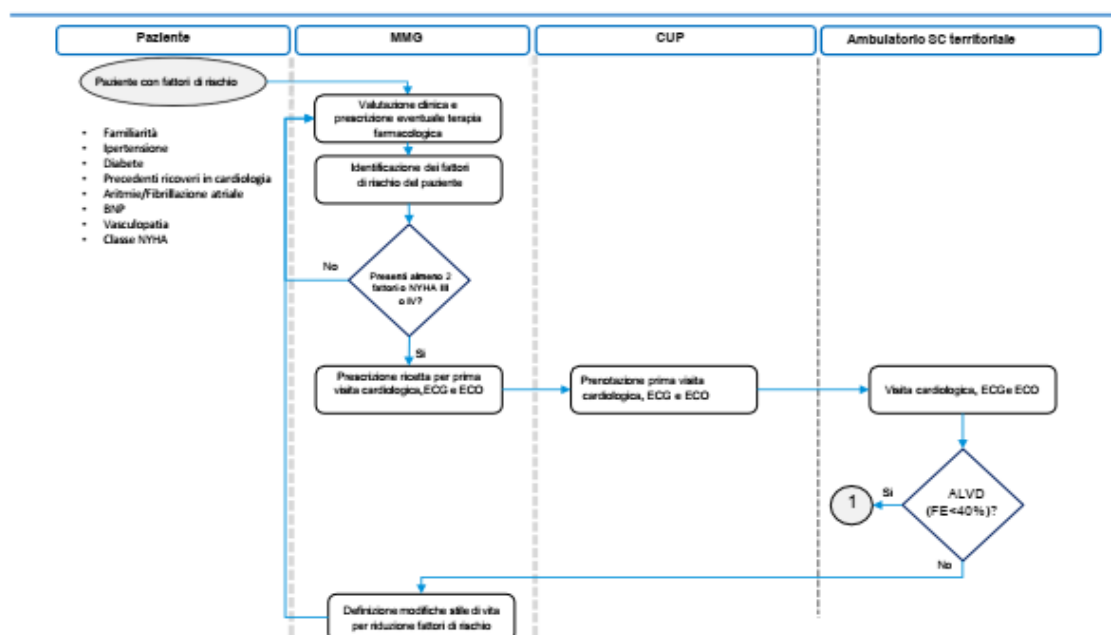 Paziente
MMG
CUP
Ambulatorio SC territoriale
Paziente con fattori di rischio
Valutazione clinica e
prescrizione eventuale terapia
farmacologica
• Familiarità
• Ipertensione
• Diabete
• Precedenti ricoveri in cardiologia
• Aritmie/Fibrillazione atriale
• BNP
• Vasculopatia
• Classe NYHA
Identificazione dei fattori
di rischio del paziente
No
Presenti almeno 2
fattori o NYHA III
o IV?
Si
Prescrizione ricetta per prima
visita cardiologica,ECG e ECO
Prenotazione prima visita
cardiologica, ECG e ECO
Visita cardiologica, ECGe ECO
1
Si
ALVD
(FE<40%)?
No
Definizione modifiche stile di vita
per riduzione fattori di rischio